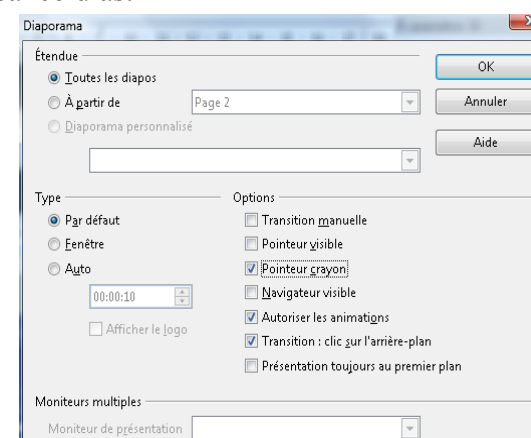 Diaporama
Étendue
Toutes les diapos
À partir de
Page 2
Diaporama personnalisé
OK
Annuler
Aide
Type
Par défaut
Fenêtre
Auto
00:00:10
Afficher le logo
Options
Transition manuelle
Pointeur visible
Pointeur crayon
Navigateur visible
Autoriser les animations
Transition : clic sur l'arrière-plan
Présentation toujours au premier plan
Moniteurs multiples
Moniteur de présentation